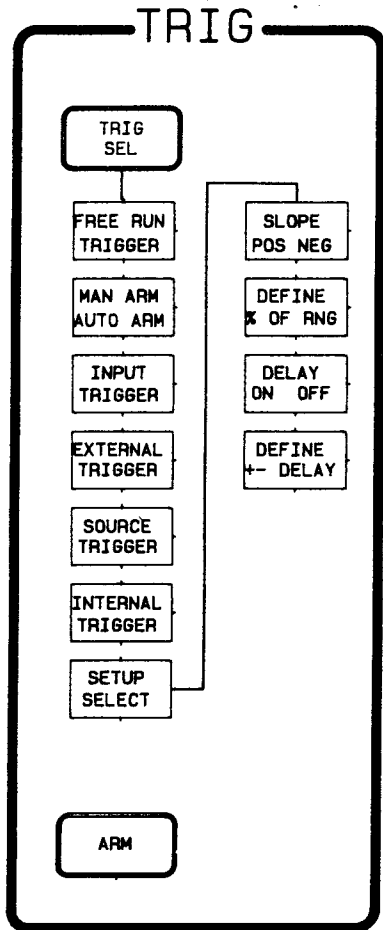 TRIG
TRIG
SEL
FREE RUN
TRIGGER
MAN ARM
AUTO ARM
INPUT
TRIGGER
EXTERNAL
TRIGGER
SOURCE
TRIGGER
INTERNAL
TRIGGER
SETUP
SELECT
SLOPE
POS NEG
DEFINE
% OF RNG
DELAY
ON OFF
DEFINE
+- DELAY
ARM